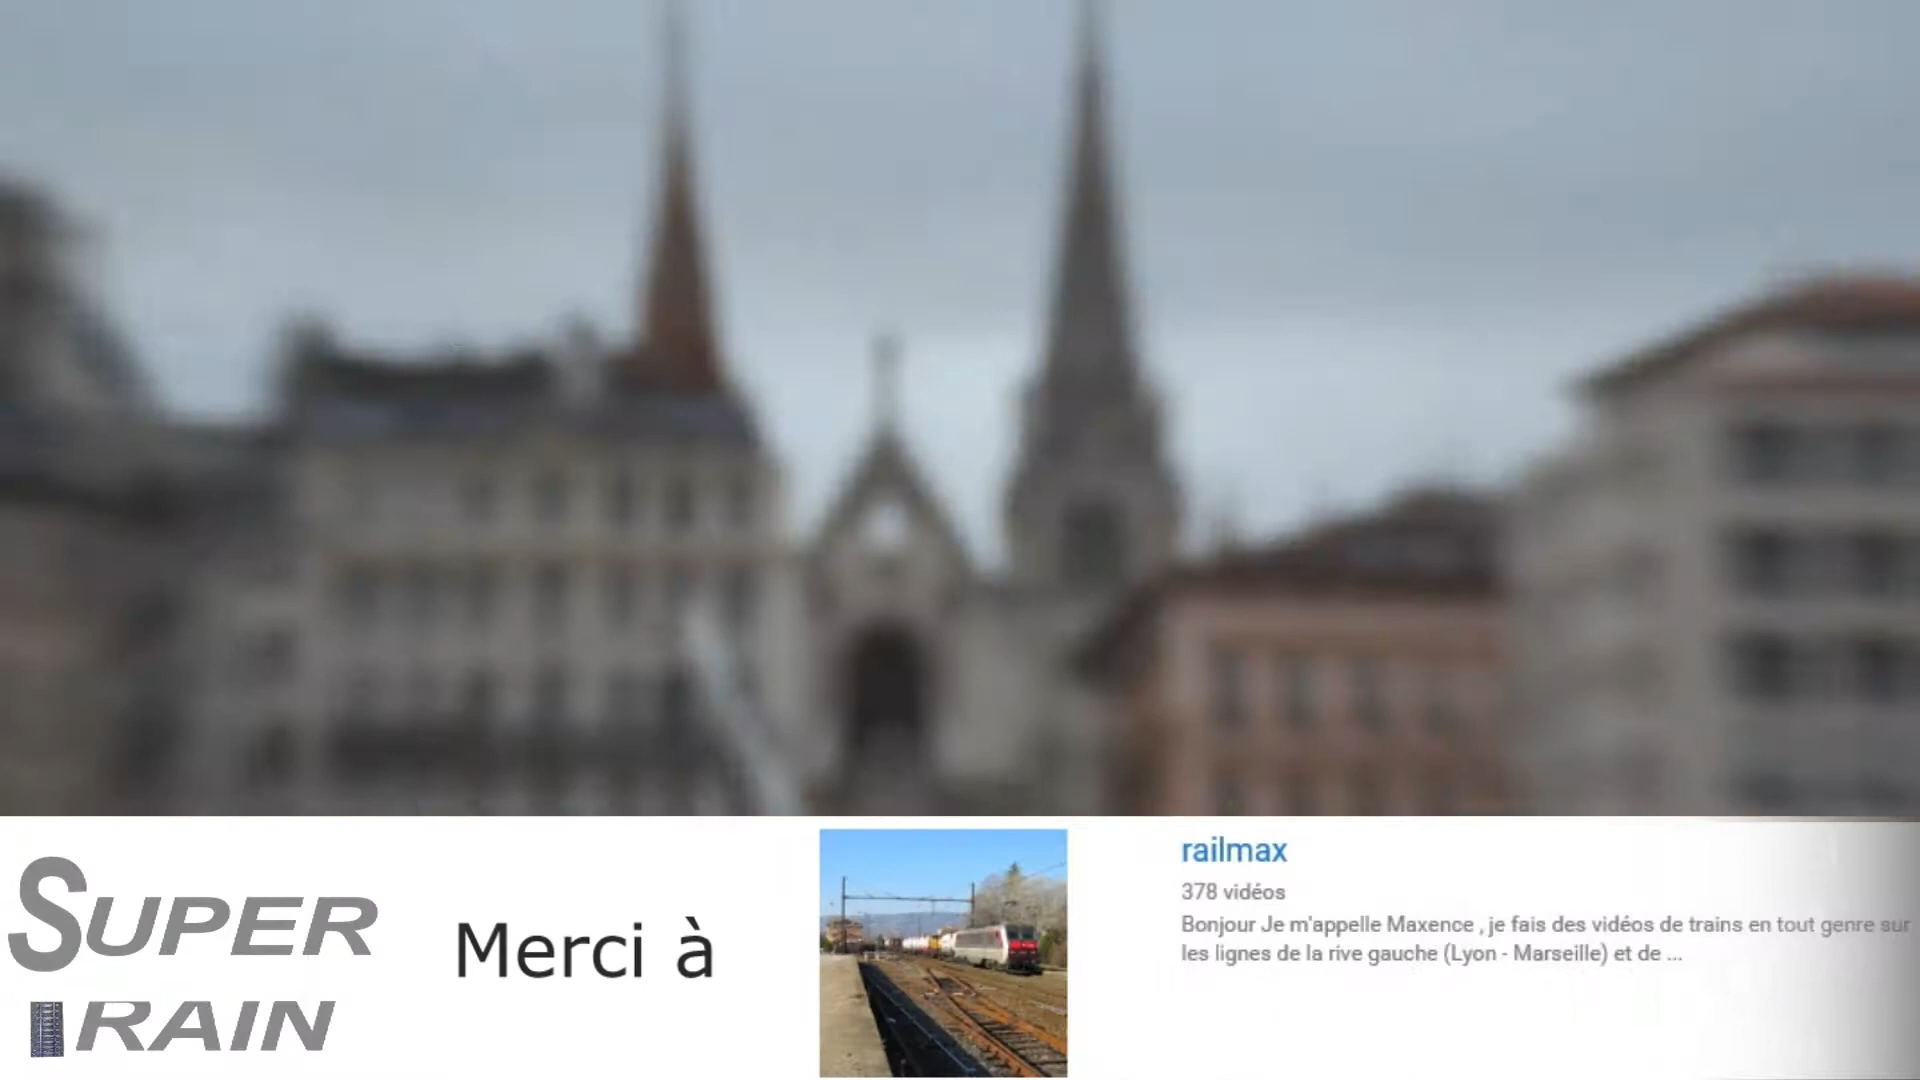 SUPER
TRAIN
Merci à
railmax
378 vidéos
Bonjour Je m'appelle Maxence , je fais des vidéos de trains en tout genre sur
les lignes de la rive gauche (Lyon - Marseille) et de ...